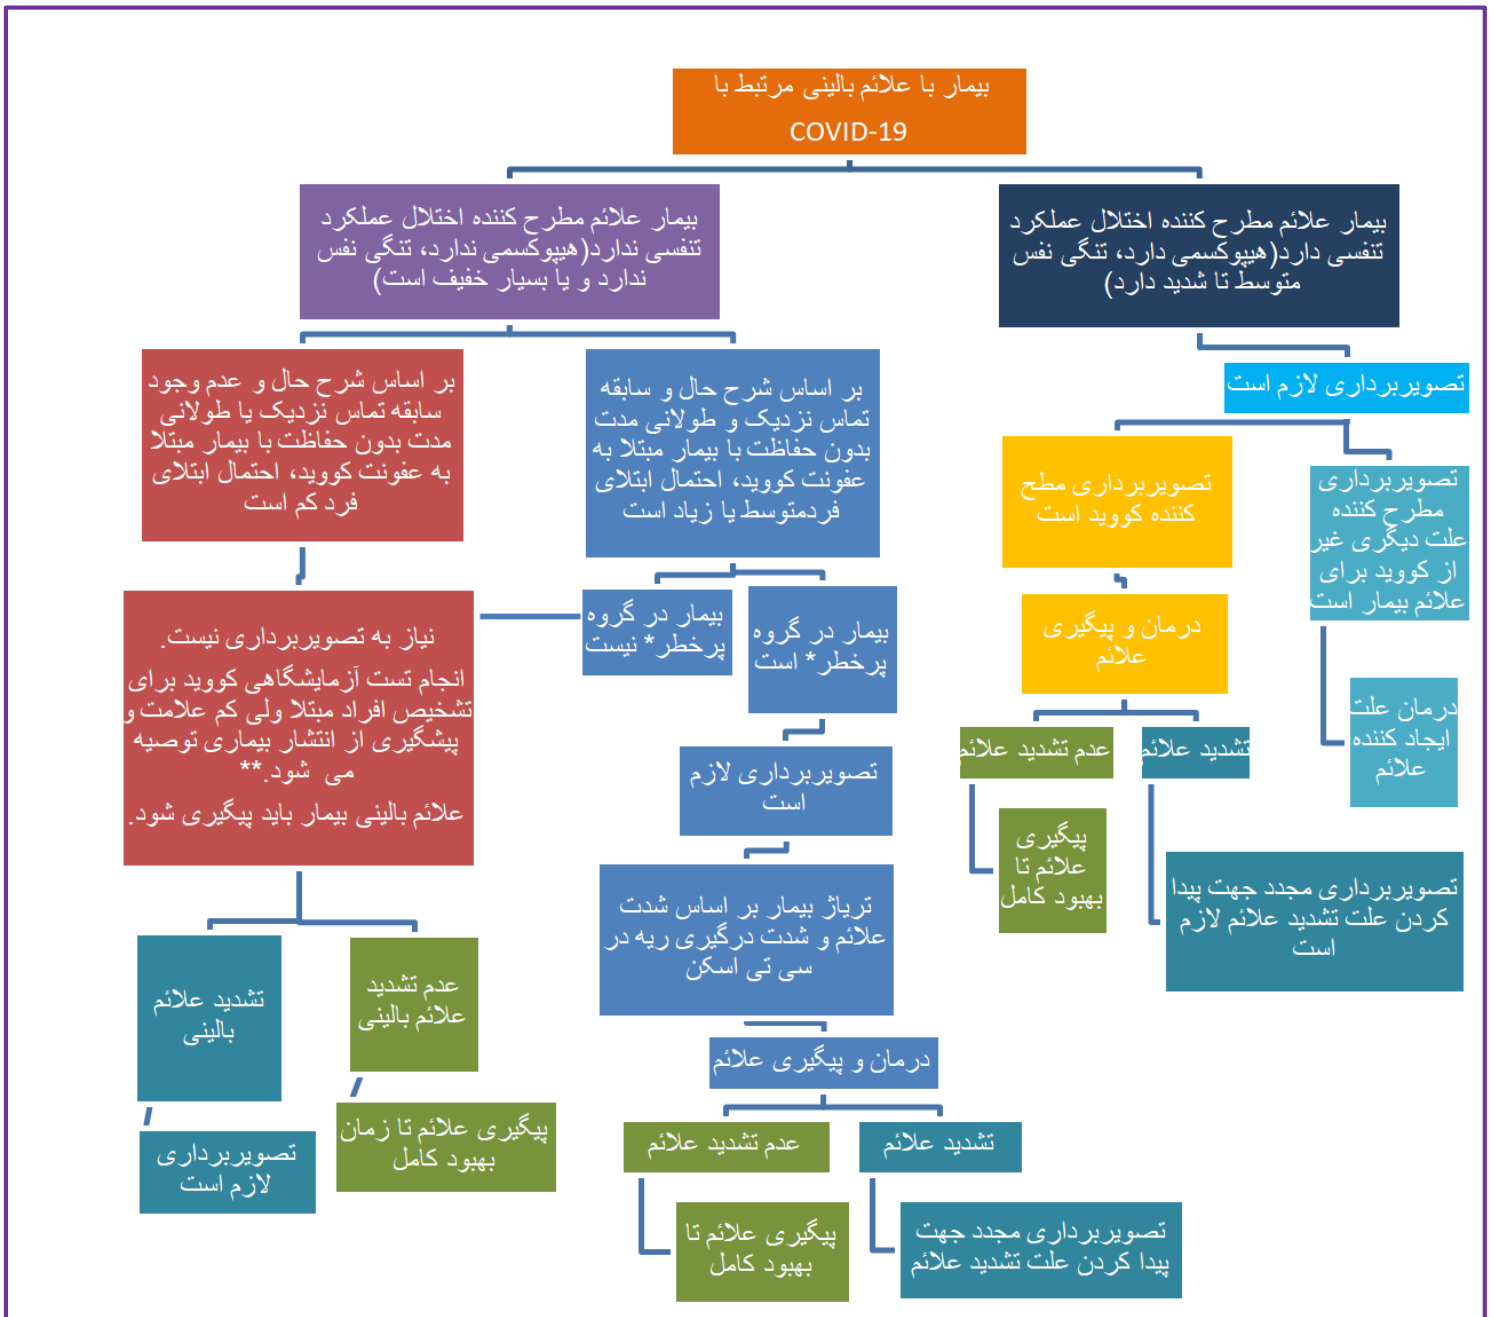 بیمار با علائم بالینی مرتبط با
COVID-19
بیمار علائم مطرح کننده اختلال عملکرد
تنفسی دارد(هیپوکسمی دارد، تنگی نفس
متوسط تا شدید دارد)
بیمار علائم مطرح کننده اختلال عملکرد
تنفسی ندارد(هیپوکسمی ندارد، تنگی نفس
ندارد و یا بسیار خفیف است)
تصویربرداری لازم است
بر اساس شرح حال و سابقه
تماس نزدیک و طولانی مدت
بدون حفاظت با بیمار مبتلا به
عفونت کووید، احتمال ابتلای
فردمتوسط یا زیاد است
بر اساس شرح حال و عدم وجود
سابقه تماس نزدیک یا طولانی
مدت بدون حفاظت با بیمار مبتلا
به عفونت کووید، احتمال ابتلای
فرد کم است
تصویربرداری
مطرح کننده
علت دیگری غیر
از کووید برای
علائم بیمار است
تصویربرداری مطح
کننده کووید است
درمان علت
ایجاد کننده
علائم
درمان و پیگیری
علائم
تشدید علائم
عدم تشدید علائم
تصویربرداری مجدد جهت پیدا
کردن علت تشدید علائم لازم
است
پیگیری
علائم تا
بهبود کامل
بیمار در گروه
پرخطر* است
بیمار در گروه
پرخطر* نیست
تصویربرداری لازم
است
تریاژ بیمار بر اساس شدت
علائم و شدت درگیری ریه در
سی تی اسکن
درمان و پیگیری علائم
تشدید علائم
عدم تشدید علائم
تصویربرداری مجدد جهت
پیدا کردن علت تشدید علائم
پیگیری علائم تا
بهبود کامل
نیاز به تصویربرداری نیست.
انجام تست آزمایشگاهی کووید برای
تشخیص افراد مبتلا ولی کم علامت و
پیشگیری از انتشار بیماری توصیه
می شود.**
علائم بالینی بیمار باید پیگیری شود.
عدم تشدید
علائم بالینی
تشدید علائم
بالینی
پیگیری علائم تا زمان
بهبود کامل
تصویربرداری
لازم است